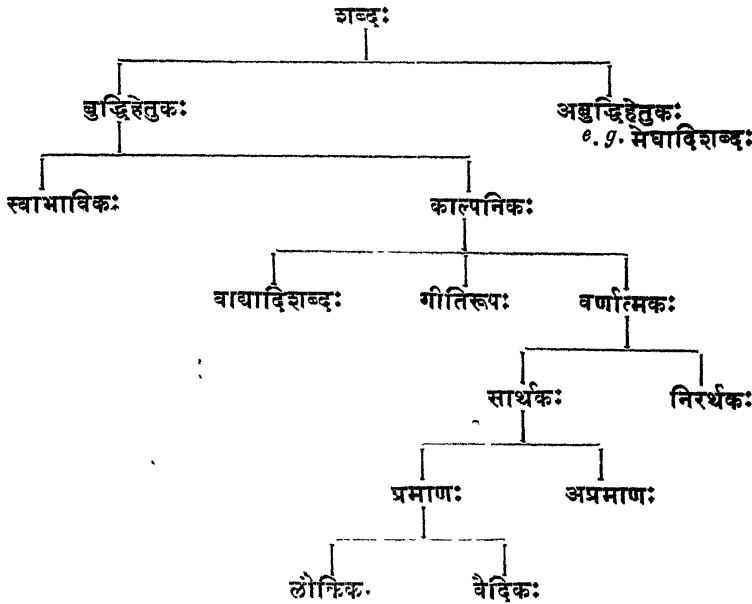 शब्दः
बुद्धिहेतुकः अबुद्धिहेतुकः
e. g. मेघादिशब्दः
स्वाभाविकः काल्पनिकः
वाद्यादिशब्दः गीतिरूपः वर्णात्मकः
सार्थकः निरर्थकः
प्रमाणः अप्रमाणः
लौकिक. वैदिकः